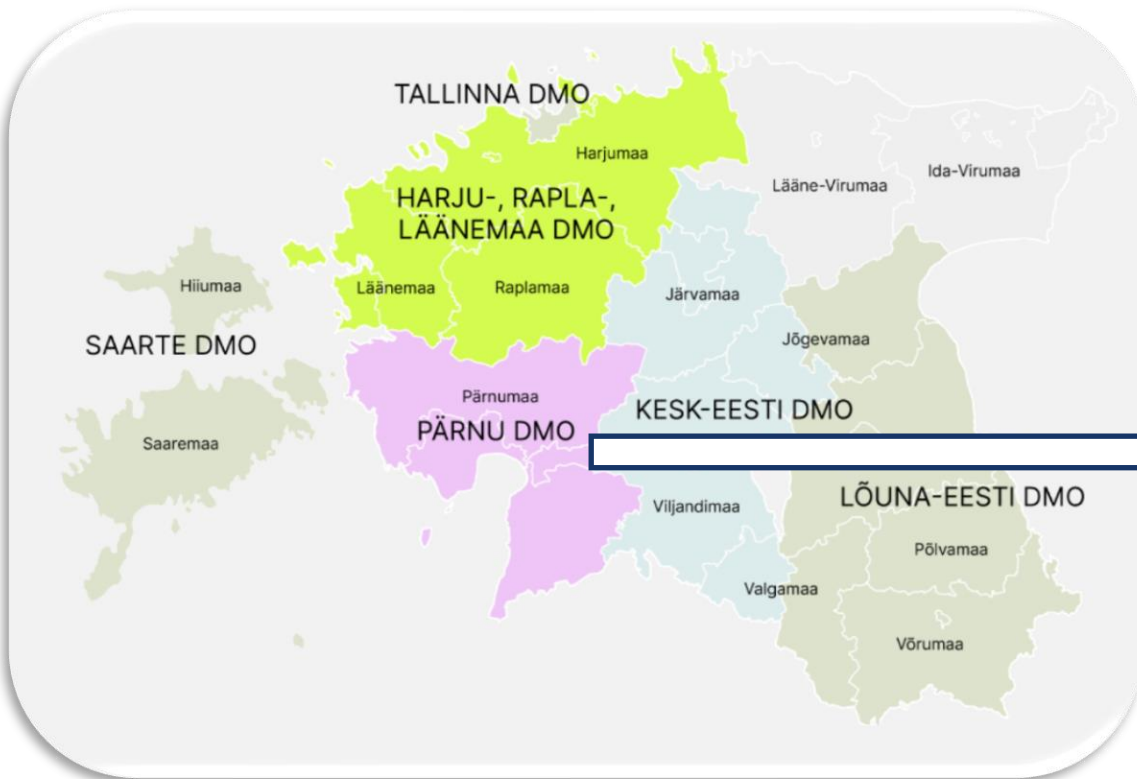 TALLINNA DMO
Harjumaa
Ida-Virumaa
Lääne-Virumaa
HARJU-, RAPLA-,
LÄÄNEMAA DMO
Hiiumaa
Läänemaa
Raplamaa
Järvamaa
SAARTE DMO
Jõgevamaa
Pärnumaa
KESK-EESTI DMO
PÄRNU DMO
Saaremaa
LÕUNA-EESTI DMO
Viljandimaa
Põlvamaa
Valgamaa
Võrumaa